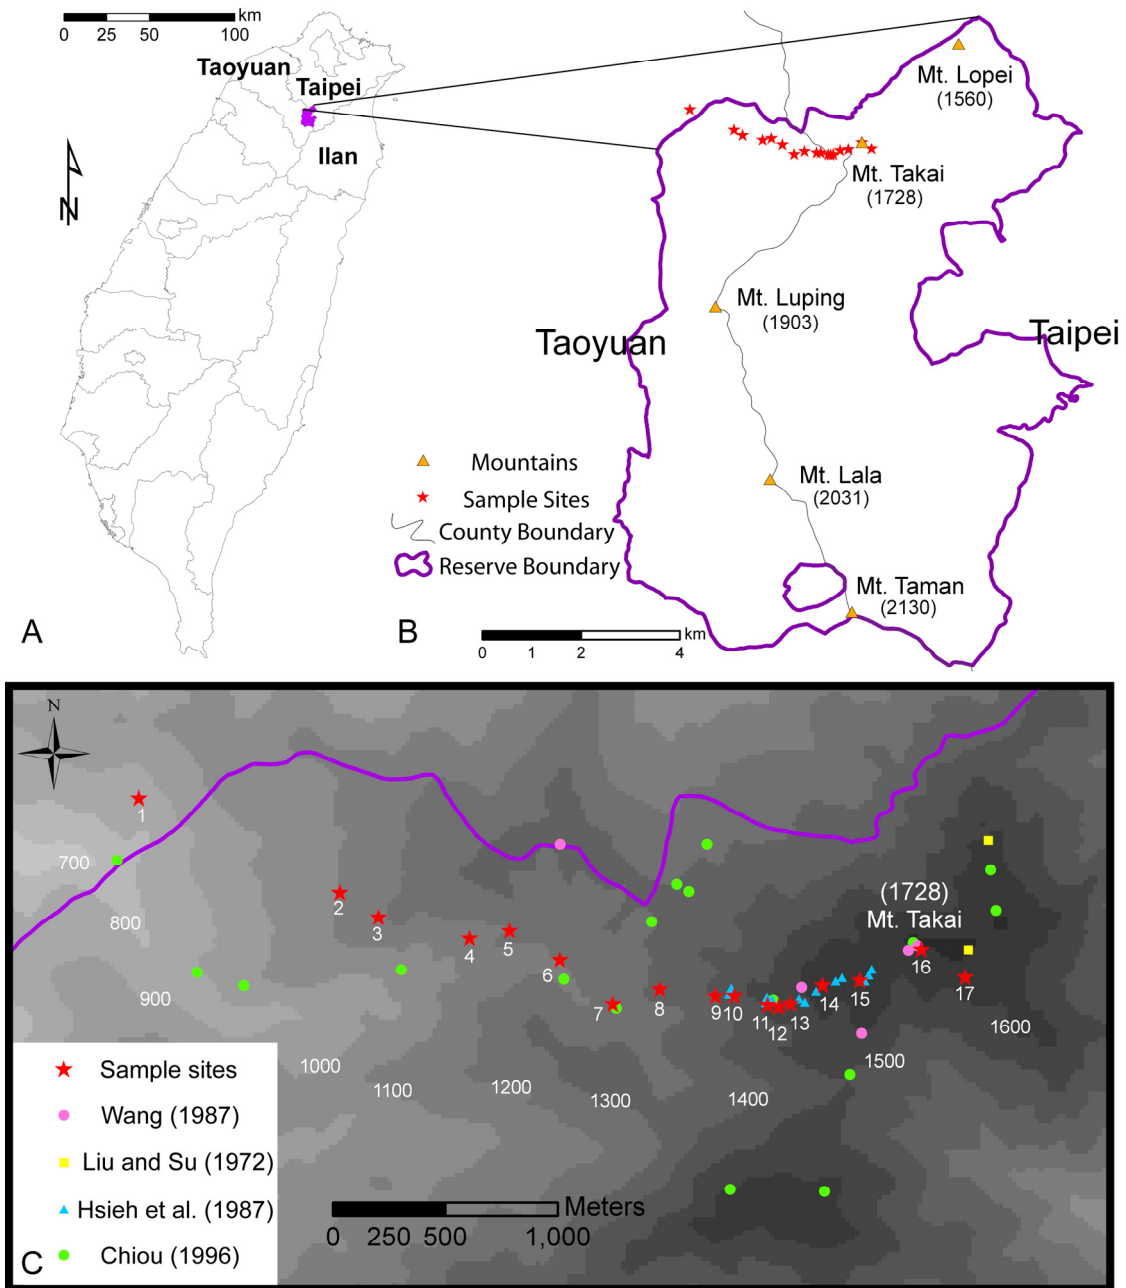 km
0 25 50 100
Taoyuan
Taipei
Ilan
N
A
Mt. Lopei
(1560)
Mt. Takai
(1728)
Mt. Luping
(1903)
Taoyuan
Taipei
Mt. Lala
(2031)
Mt. Taman
(2130)
Mountains
Sample Sites
County Boundary
Reserve Boundary
B
km
0 1 2 4
N
1
700
800
900
2
3
4
5
6
7
8
9
10
11
12
13
14
15
16
17
(1728)
Mt. Takai
1000
1100
1200
1300
1400
1500
1600
Sample sites
Wang (1987)
Liu and Su (1972)
Hsieh et al. (1987)
Chiou (1996)
Meters
0 250 500 1,000
C